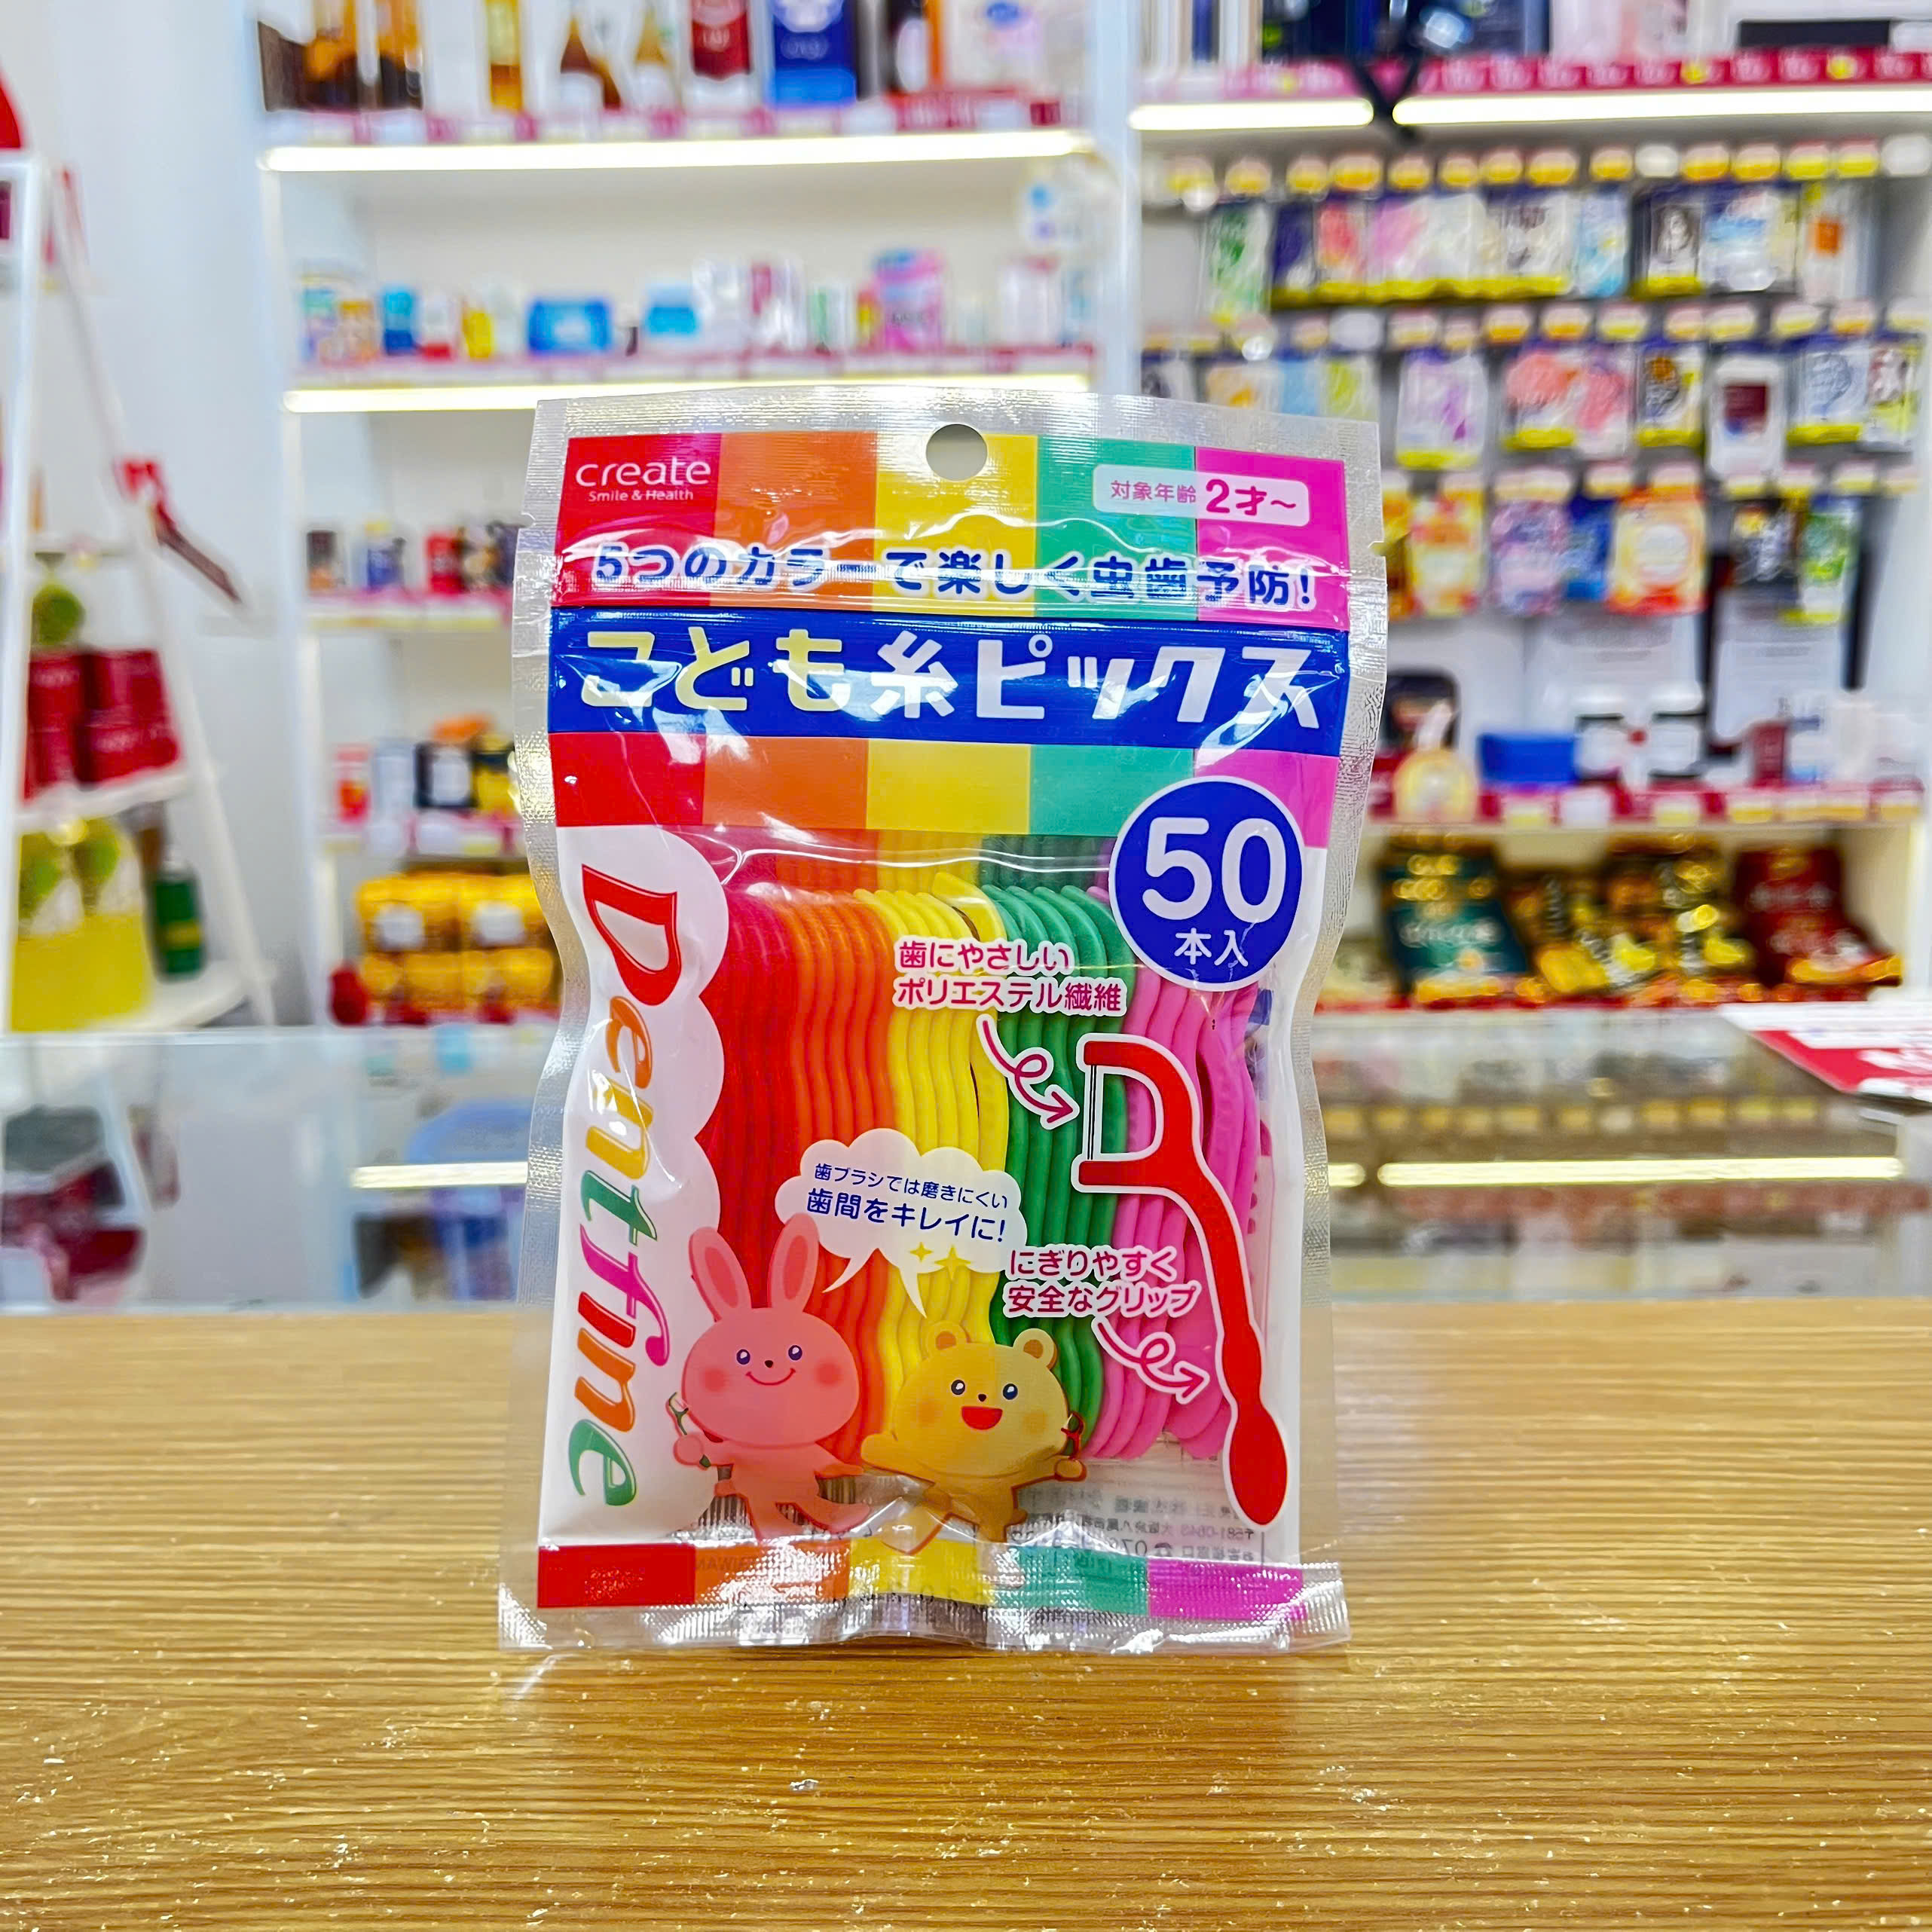 create
Smile & Health
対象年齢 2才～
5つのカラーで楽しく虫歯予防!
こども糸ピックス
50
本入
Dentfine
歯にやさしい
ポリエステル繊維
歯ブラシでは磨きにくい
歯間をキレイに!
にぎりやすく
安全なグリップ